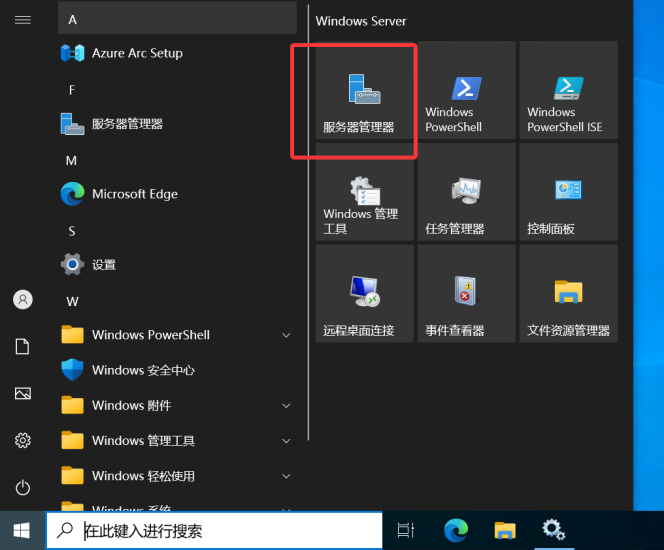 A
Azure Arc Setup
F
服务器管理器
M
Microsoft Edge
S
设置
W
Windows PowerShell
Windows 安全中心
Windows 附件
Windows 管理工具
Windows 轻松使用
Windows 系统
Windows Server
服务器管理器
Windows
PowerShell
Windows
PowerShell ISE
Windows 管理
工具
任务管理器
控制面板
远程桌面连接
事件查看器
文件资源管理器
在此键入进行搜索